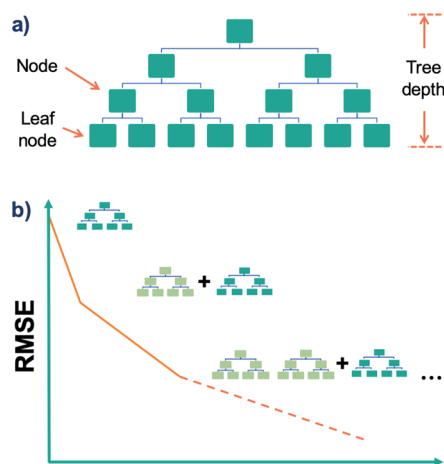 a)
Node
Leaf
node
Tree
depth
b)
RMSE
+
+
...